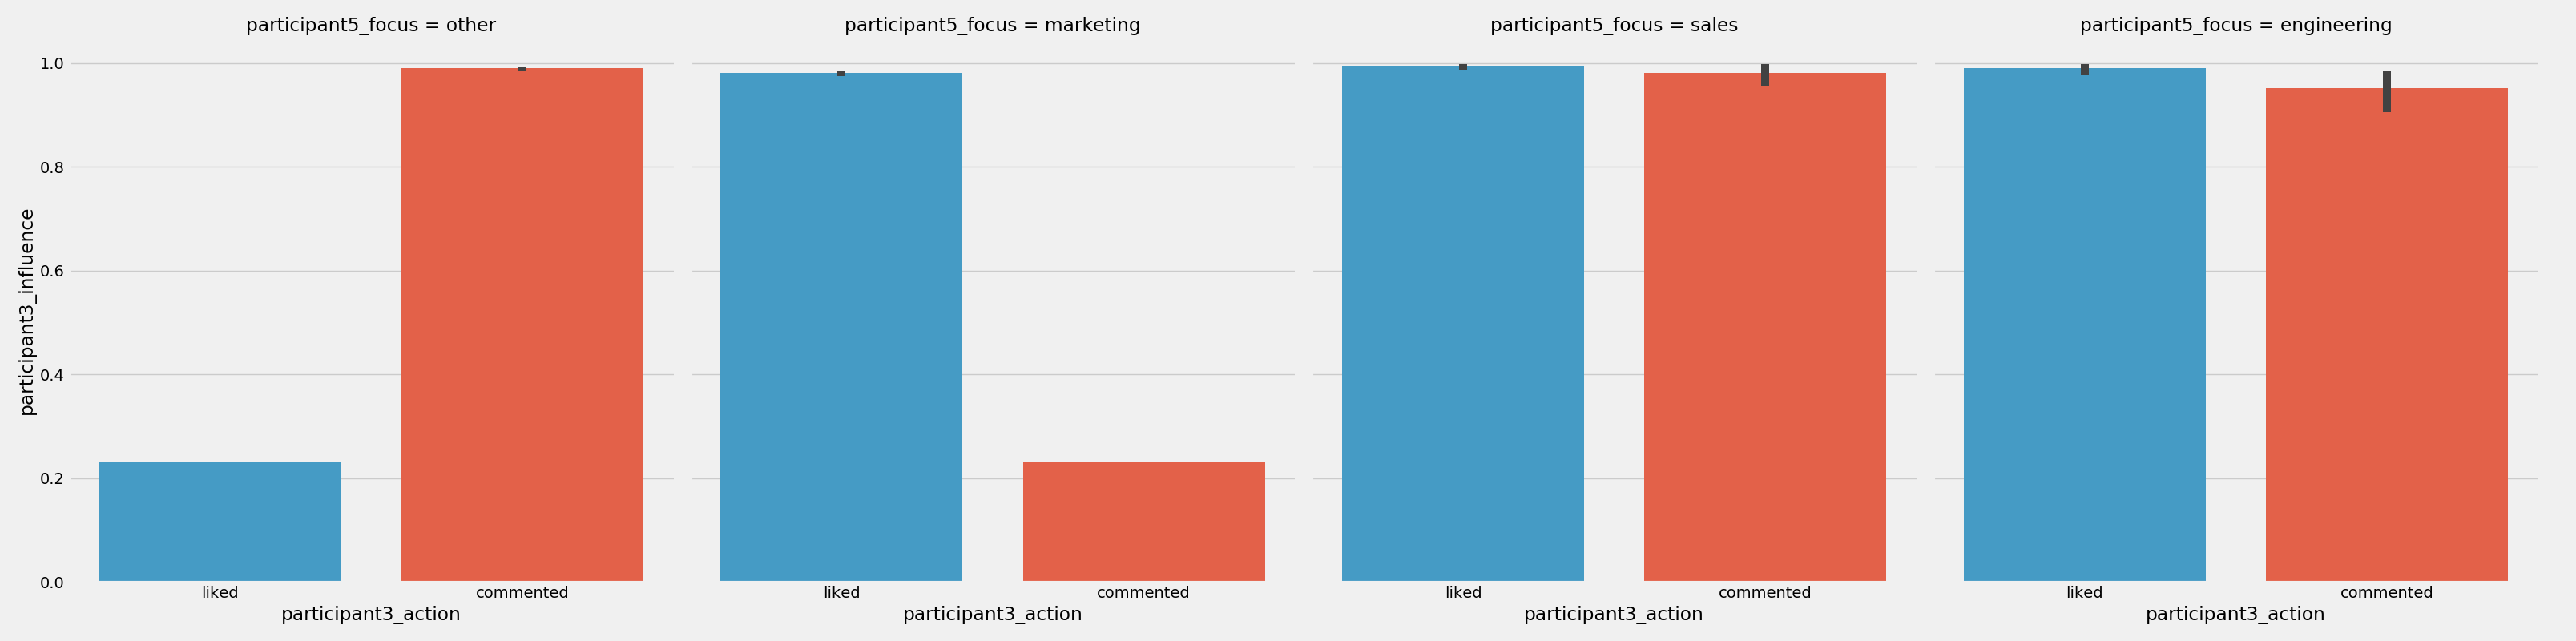 participant5_focus = other
participant5_focus = marketing
participant5_focus = sales
participant5_focus = engineering
participant3_influence
1.0
0.8
0.6
0.4
0.2
0.0
liked
commented
liked
commented
liked
commented
liked
commented
participant3_action
participant3_action
participant3_action
participant3_action